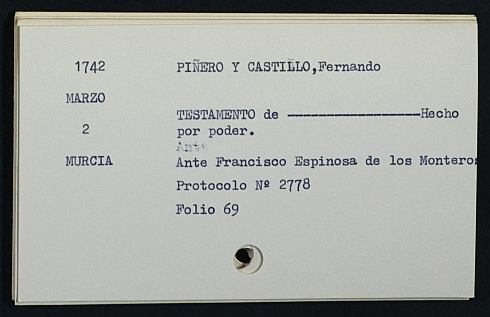 1742 PIÑERO Y CASTILLO,Fernando
MARZO
TESTAMENTO de ------------------Hecho
2 por poder.
Ante
MURCIA Ante Francisco Espinosa de los Monteros
Protocolo Nº 2778
Folio 69